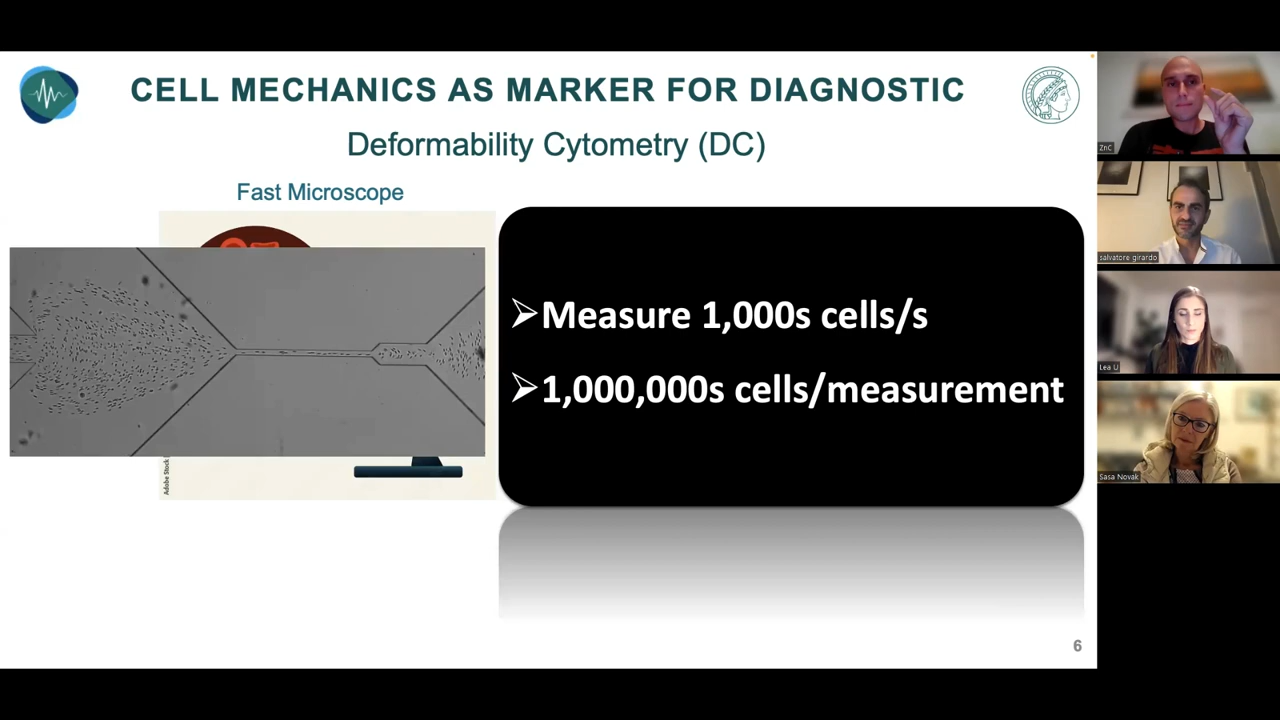 CELL MECHANICS AS MARKER FOR DIAGNOSTIC
Deformability Cytometry (DC)
Fast Microscope
➢Measure 1,000s cells/s
➢1,000,000s cells/measurement
Adobe Stock
6
ZnC
salvatore girardo
Lea U
Sasa Novak